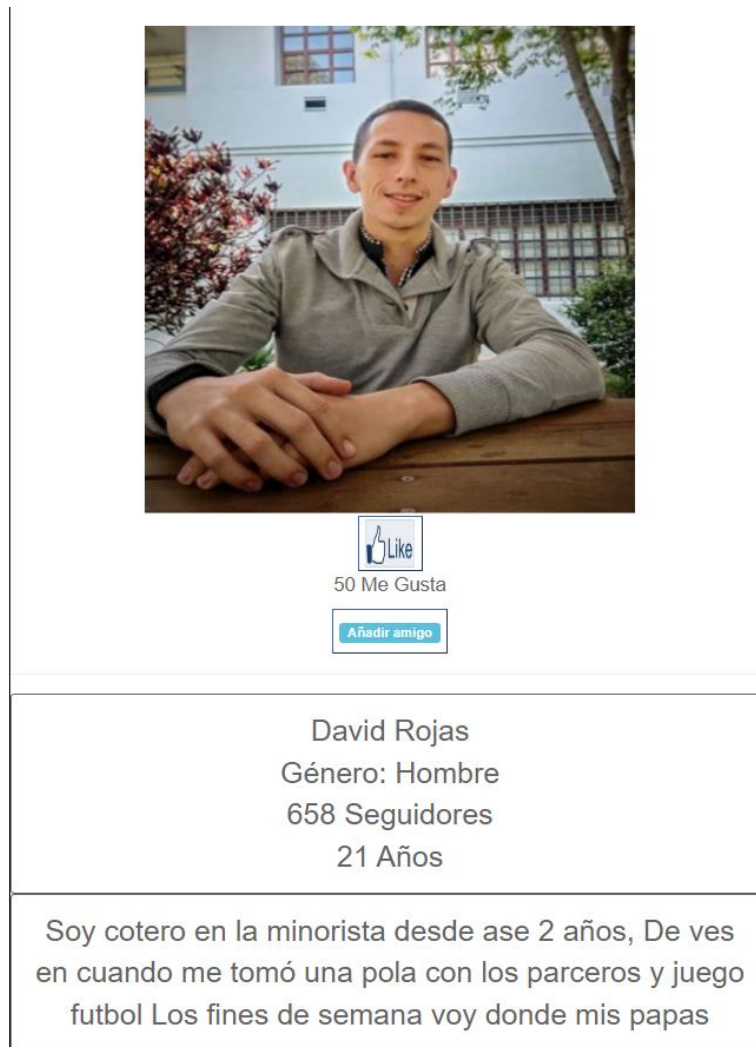 Like
50 Me Gusta
Añadir amigo
David Rojas
Género: Hombre
658 Seguidores
21 Años
Soy cotero en la minorista desde ase 2 años, De ves
en cuando me tomó una pola con los parceros y juego
futbol Los fines de semana voy donde mis papas